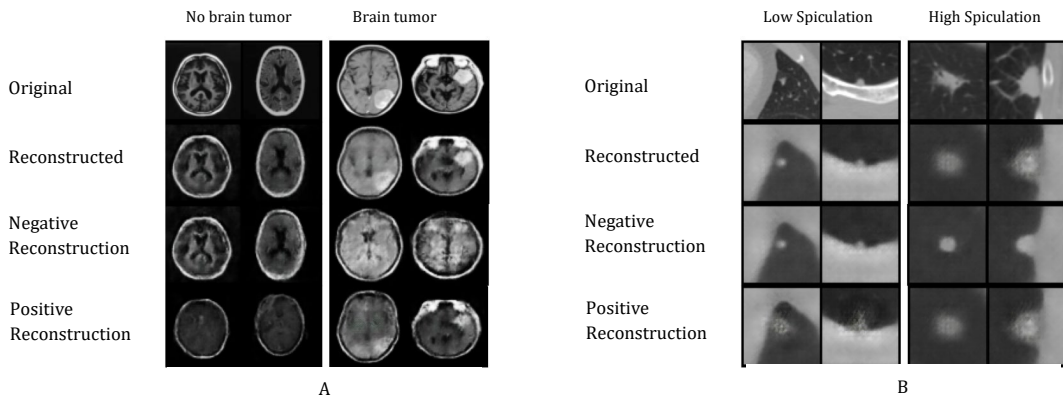 No brain tumor
Brain tumor
Original
Reconstructed
Negative
Reconstruction
Positive
Reconstruction
A
Low Spiculation
High Spiculation
Original
Reconstructed
Negative
Reconstruction
Positive
Reconstruction
B